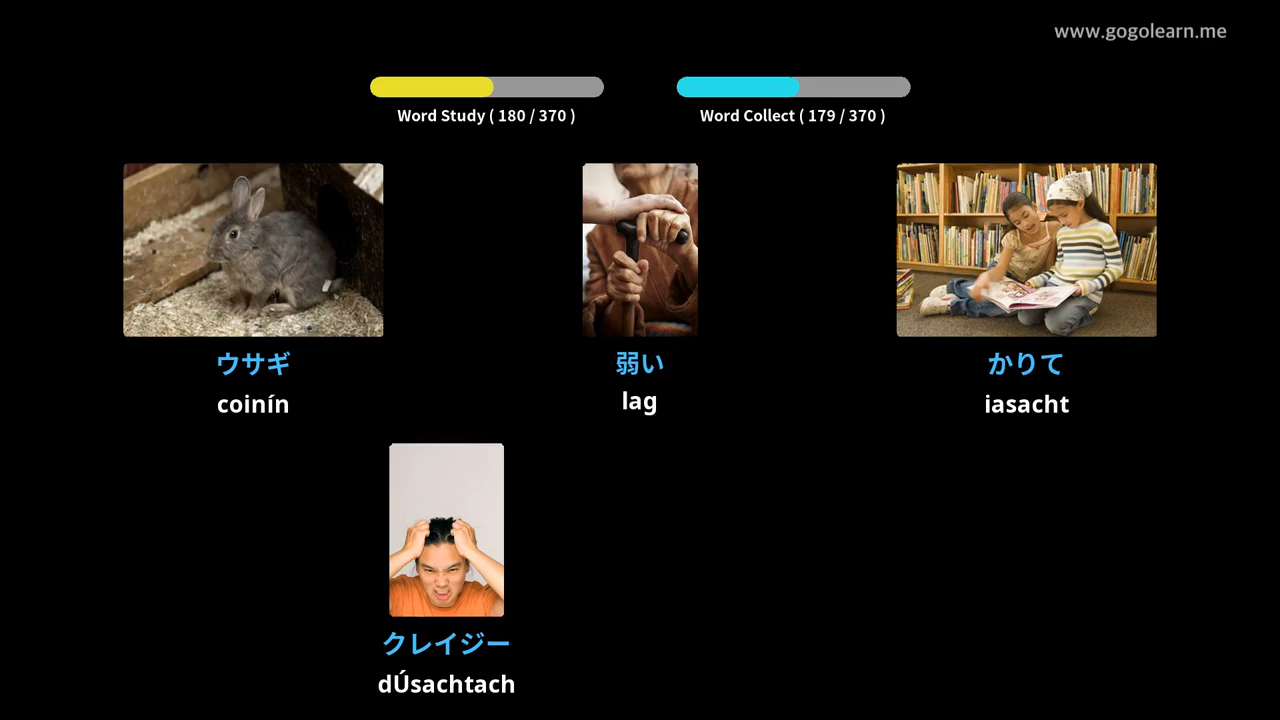 www.gogolearn.me
Word Study ( 180 / 370 )
Word Collect ( 179 / 370 )
ウサギ
coinín
弱い
lag
かりて
iasacht
クレイジー
dÚsachtach